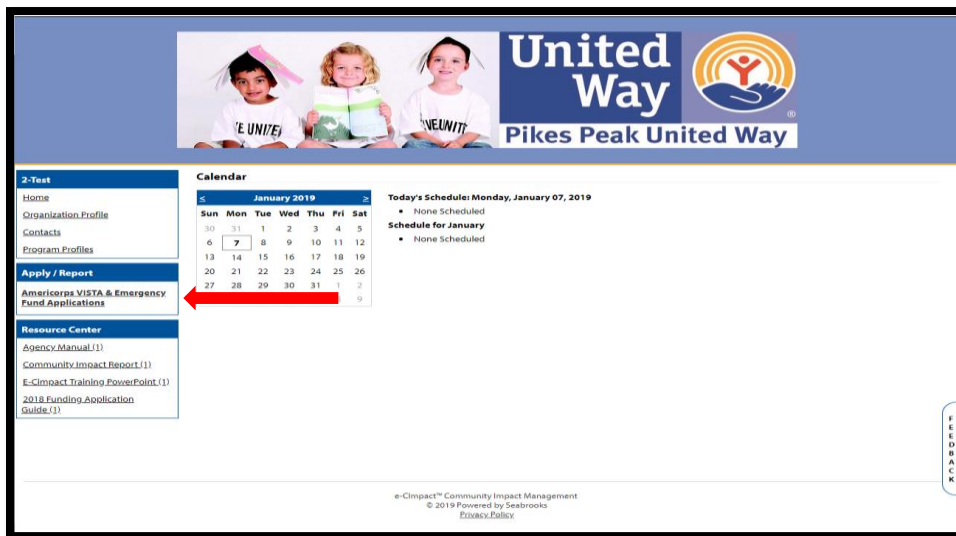 United
Way
®
Pikes Peak United Way
2-Test
Home
Organization Profile
Contacts
Program Profiles
Apply / Report
Americorps VISTA & Emergency
Fund Applications
Resource Center
Agency Manual (1)
Community Impact Report (1)
E-CImpact Training PowerPoint (1)
2018 Funding Application
Guide (1)
Calendar
≤ January 2019 ≥
Sun Mon Tue Wed Thu Fri Sat
30 31 1 2 3 4 5
6 7 8 9 10 11 12
13 14 15 16 17 18 19
20 21 22 23 24 25 26
27 28 29 30 31 1 2
9
Today's Schedule: Monday, January 07, 2019
None Scheduled
Schedule for January
None Scheduled
FEEDBACK
e-CImpact™ Community Impact Management
© 2019 Powered by Seabrooks
Privacy Policy